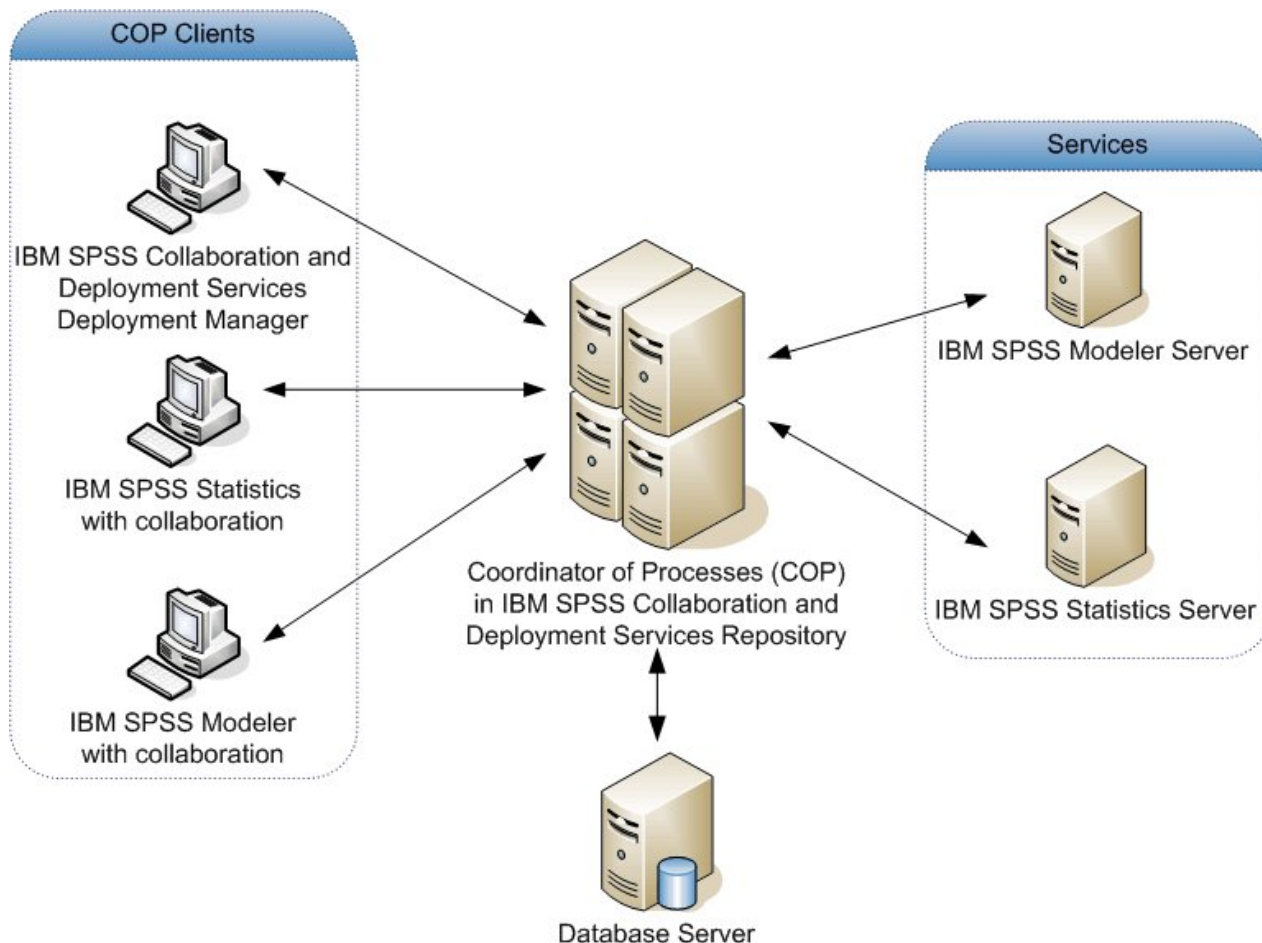 COP Clients
IBM SPSS Collaboration and
Deployment Services
Deployment Manager
IBM SPSS Statistics
with collaboration
IBM SPSS Modeler
with collaboration
Coordinator of Processes (COP)
in IBM SPSS Collaboration and
Deployment Services Repository
Database Server
Services
IBM SPSS Modeler Server
IBM SPSS Statistics Server